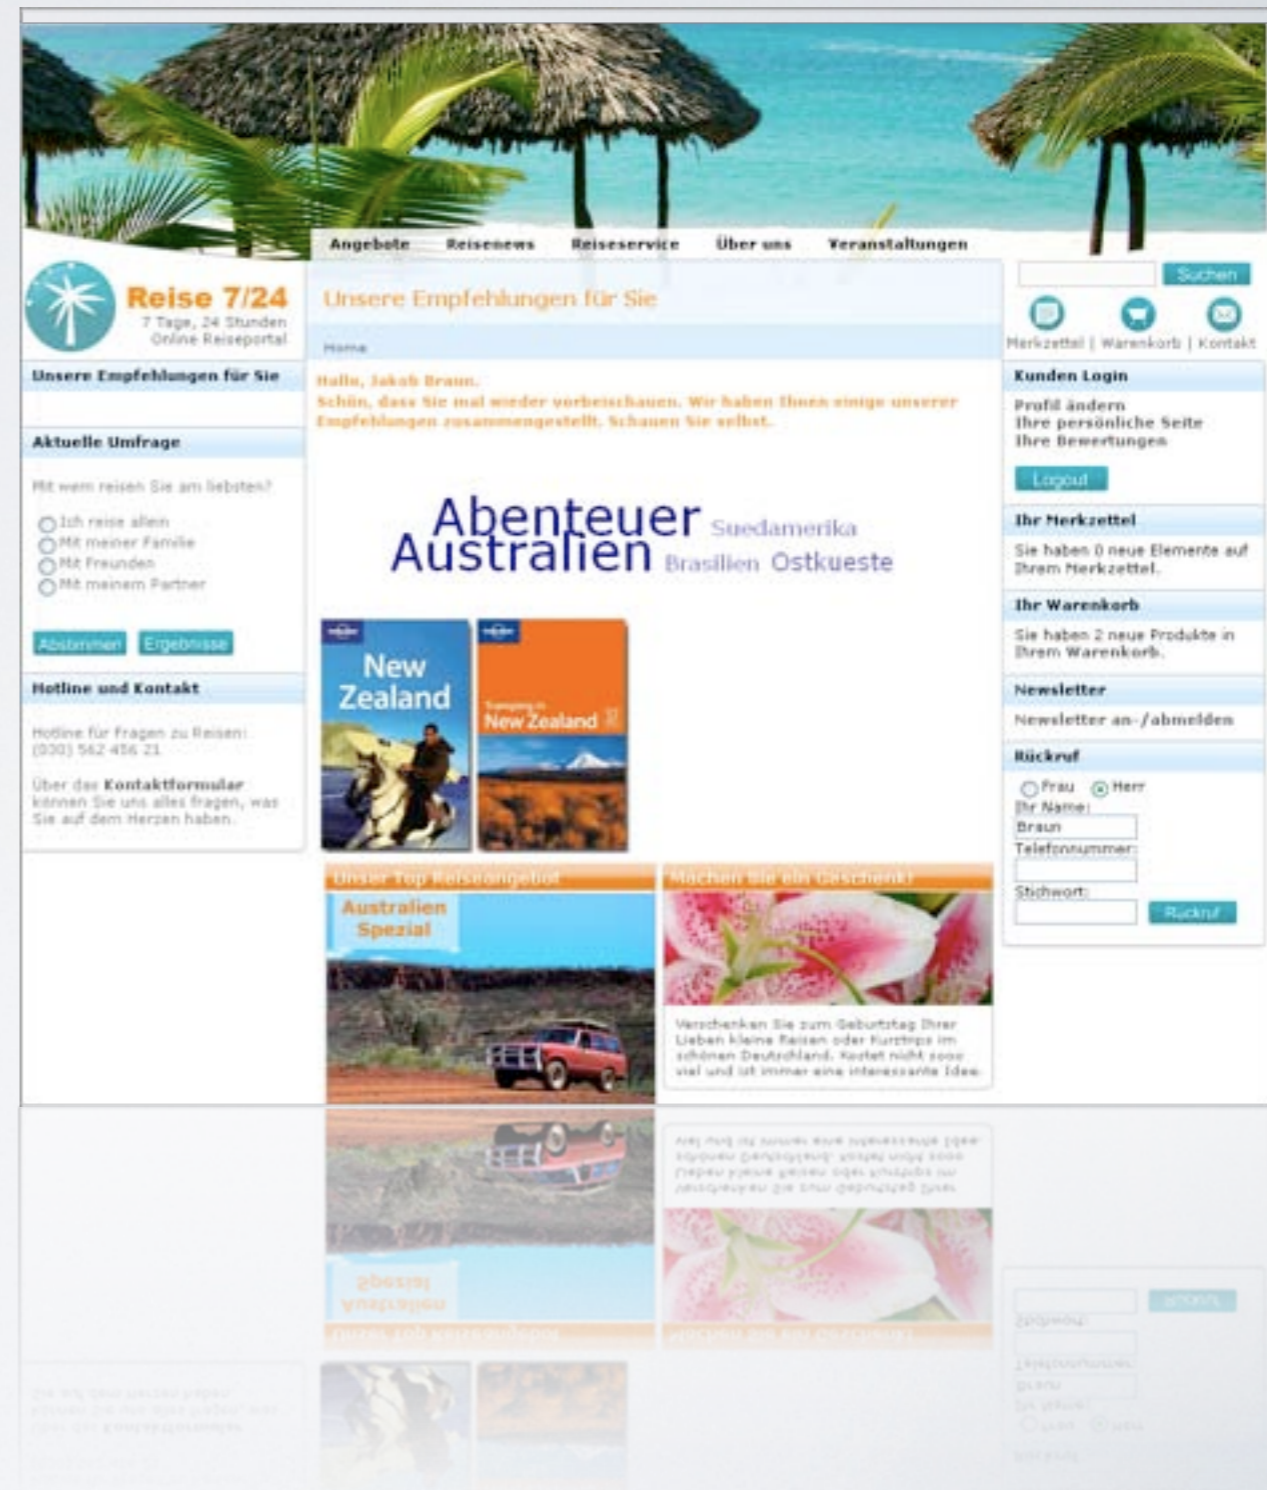 Angebote Reisenews Reiseservice Über uns Veranstaltungen
Reise 7/24
7 Tage, 24 Stunden
Online Reiseportal
Unsere Empfehlungen für Sie
Aktuelle Umfrage
Mit wem reisen Sie am liebsten?
Ich reise allein
Mit meiner Familie
Mit Freunden
Mit meinem Partner
Abstimmen Ergebnisse
Hotline und Kontakt
Hotline für Fragen zu Reisen:
(030) 562 456 21
Über das Kontaktformular
können Sie uns alles fragen, was
Sie auf dem Herzen haben.
Unsere Empfehlungen für Sie
Home
Hallo, Jakob Braun.
Schön, dass Sie mal wieder vorbeischauen. Wir haben Ihnen einige unserer
Empfehlungen zusammengestellt. Schauen Sie selbst.
Abenteuer Suedamerika
Australien Brasilien Ostkueste
New
Zealand
Tramping in
New Zealand
Unser Top Reiseangebot
Australien
Spezial
Machen Sie ein Geschenk!
Verschenken Sie zum Geburtstag Ihrer
Lieben kleine Reisen oder Kurztrips im
schönen Deutschland. Kostet nicht sooo
viel und ist immer eine interessante Idee.
Suchen
Merkzettel | Warenkorb | Kontakt
Kunden Login
Profil ändern
Ihre persönliche Seite
Ihre Bewertungen
Logout
Ihr Merkzettel
Sie haben 0 neue Elemente auf
Ihrem Merkzettel.
Ihr Warenkorb
Sie haben 2 neue Produkte in
Ihrem Warenkorb.
Newsletter
Newsletter an-/abmelden
Rückruf
Frau Herr
Ihr Name:
Braun
Telefonnummer:
Stichwort:
Rückruf